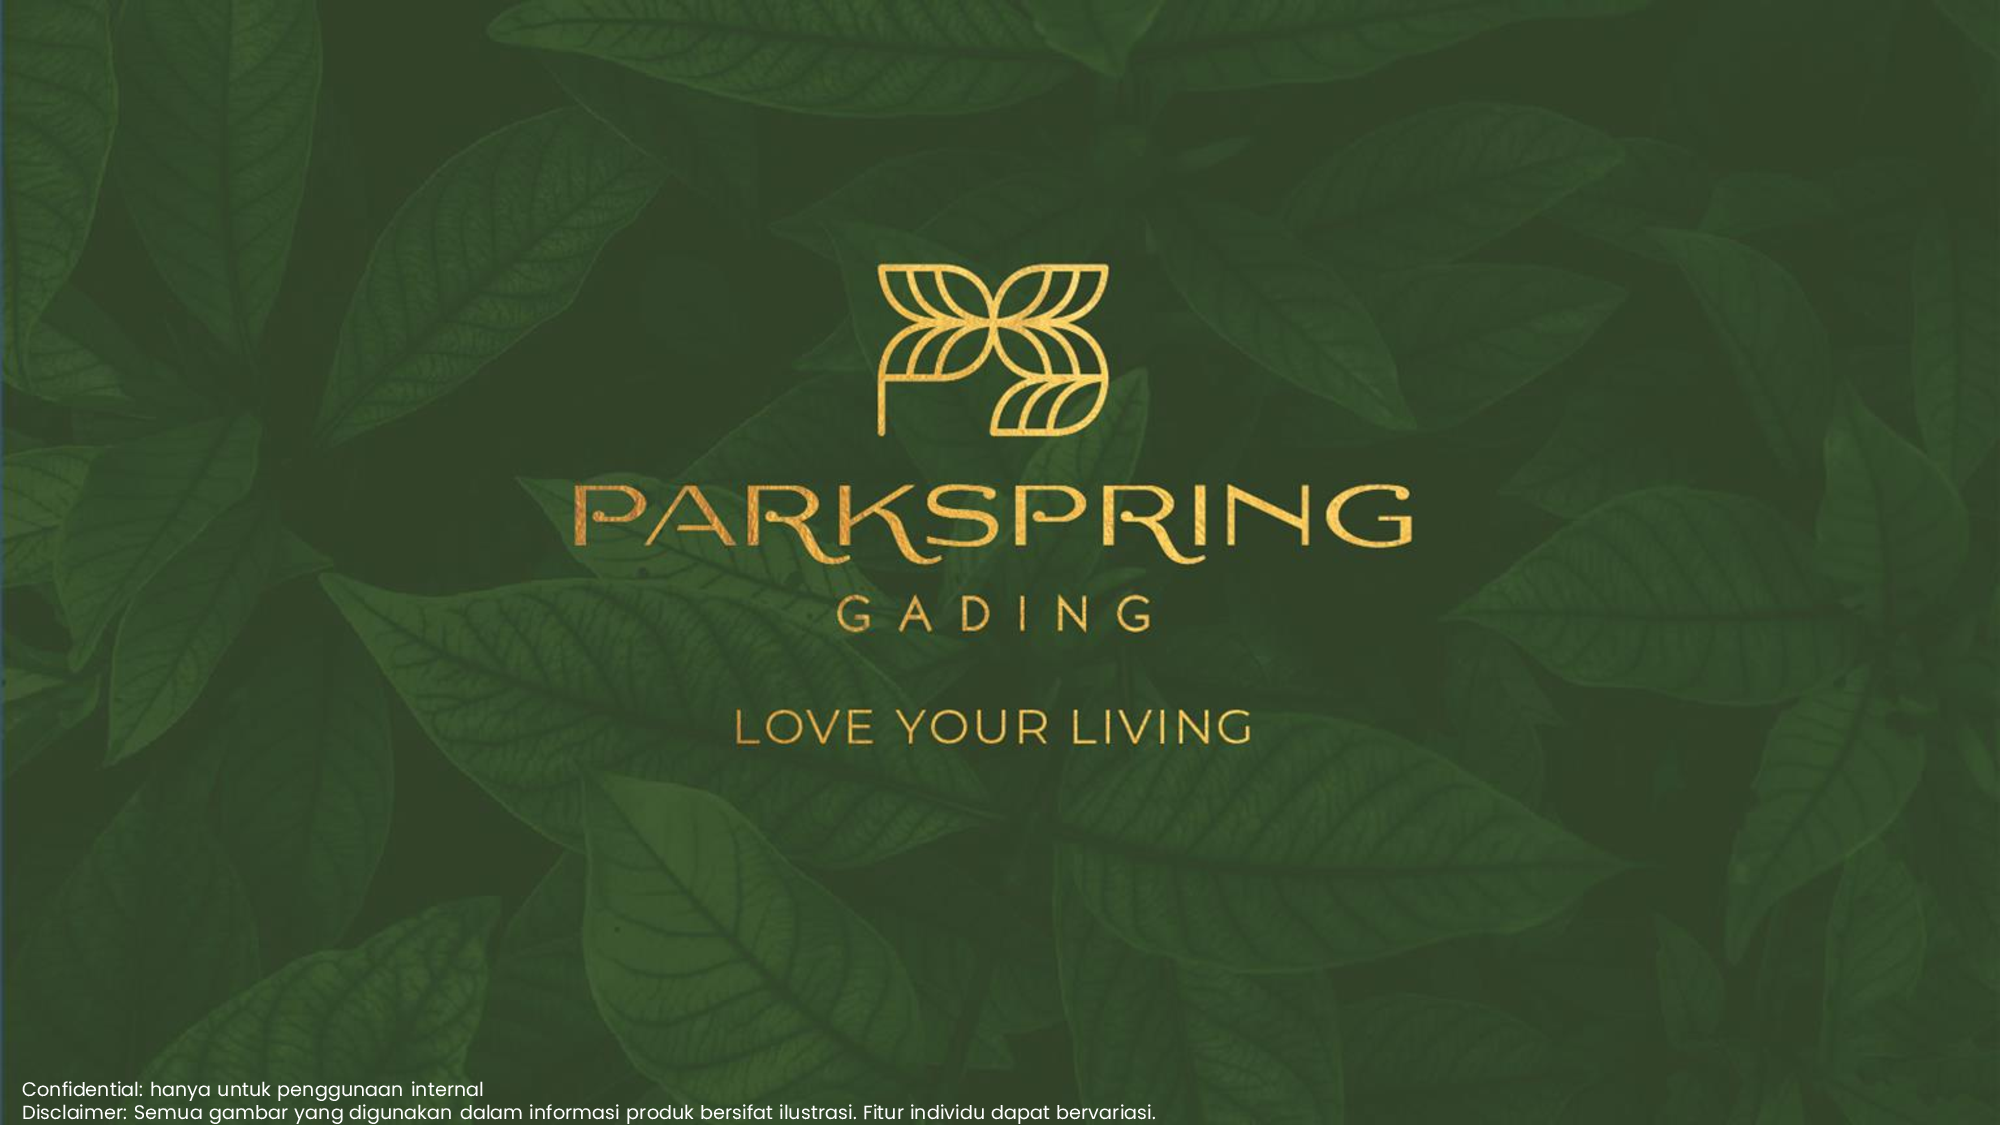 PARKSPRING
GADING
LOVE YOUR LIVING
Confidential: hanya untuk penggunaan internal
Disclaimer: Semua gambar yang digunakan dalam informasi produk bersifat ilustrasi. Fitur individu dapat bervariasi.